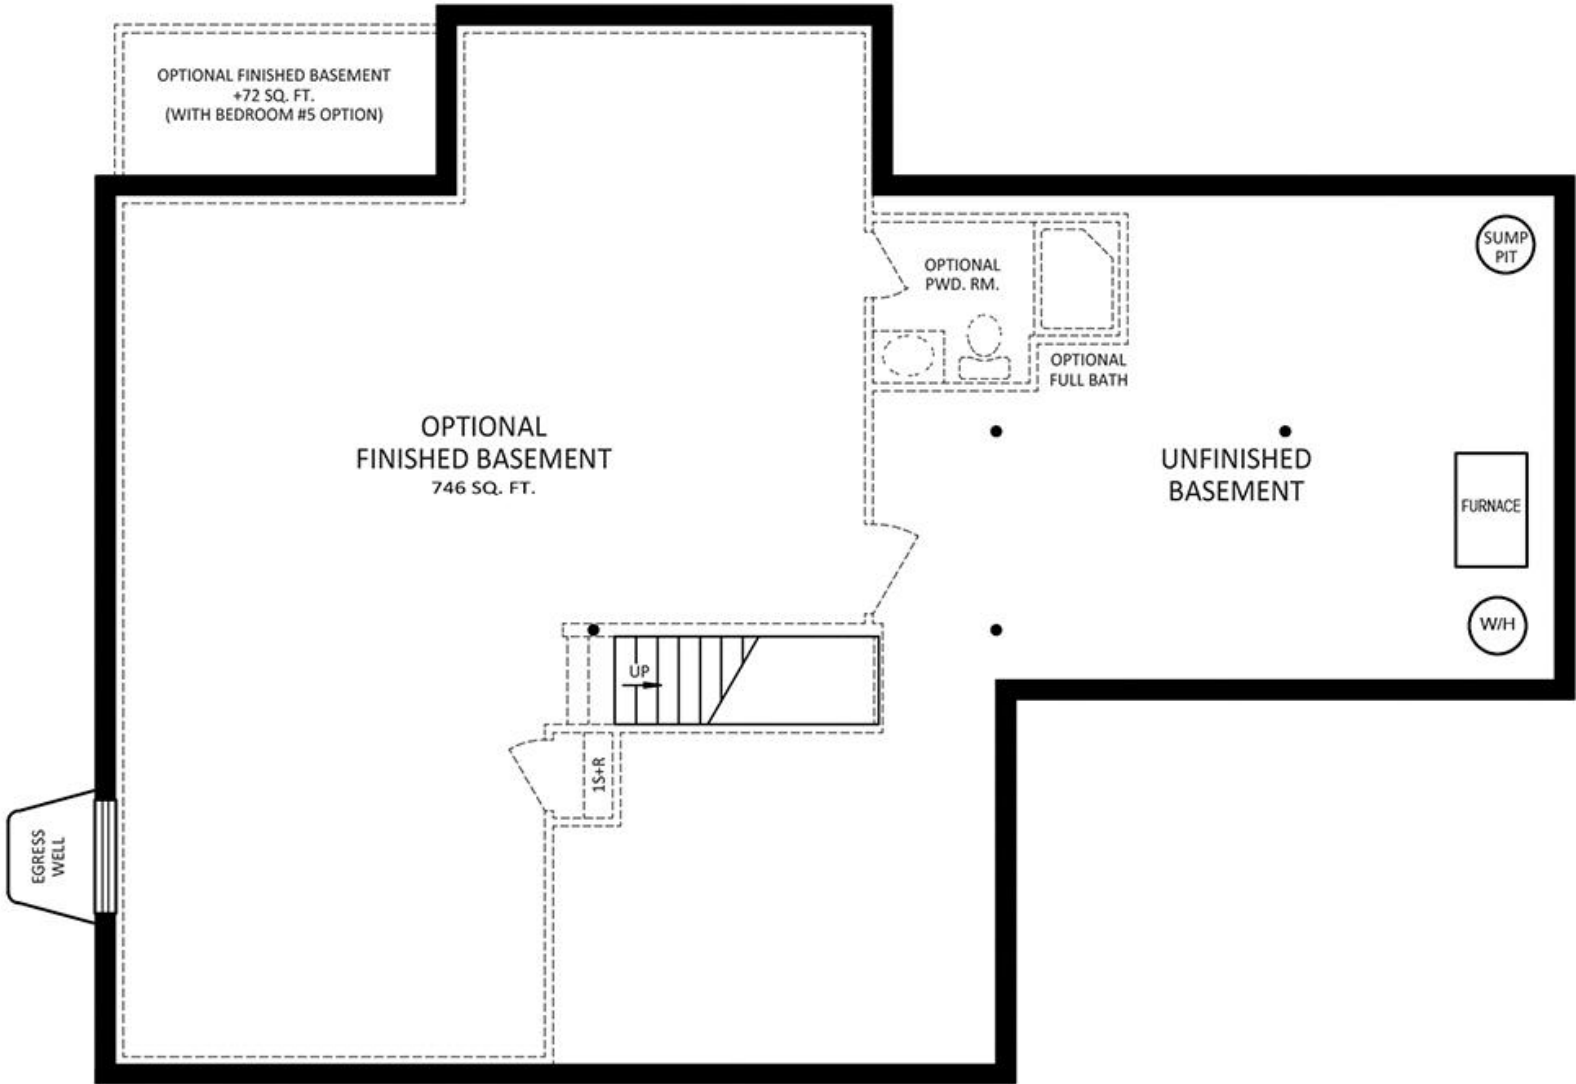 OPTIONAL FINISHED BASEMENT
+72 SQ. FT.
(WITH BEDROOM #5 OPTION)
SUMP
PIT
OPTIONAL
PWD. RM.
OPTIONAL
FULL BATH
OPTIONAL
FINISHED BASEMENT
746 SQ. FT.
UNFINISHED
BASEMENT
FURNACE
W/H
UP
1S+R
EGRESS
WELL